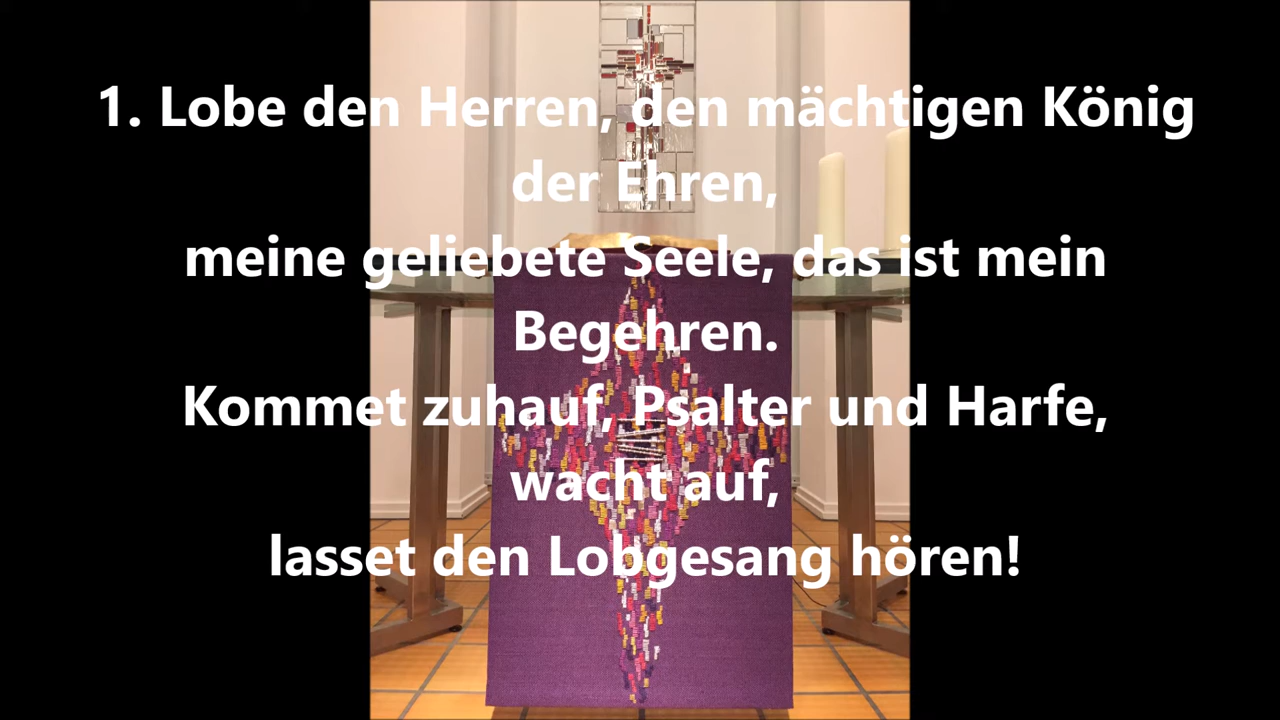 1. Lobe den Herren, den mächtigen König
der Ehren,
meine geliebete Seele, das ist mein
Begehren.
Kommet zuhauf, Psalter und Harfe,
wacht auf,
lasset den Lobgesang hören!